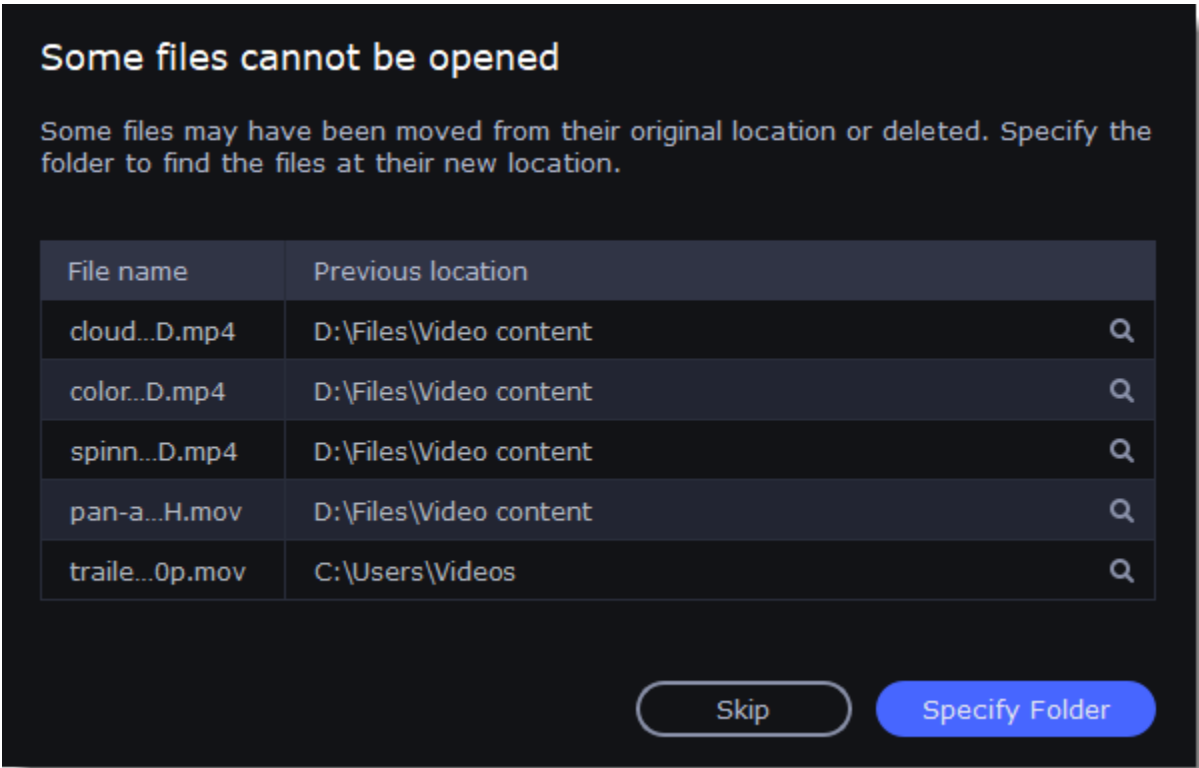 Some files cannot be opened
Some files may have been moved from their original location or deleted. Specify the
folder to find the files at their new location.
File name Previous location
cloud...D.mp4 D:\Files\Video content
color...D.mp4 D:\Files\Video content
spinn...D.mp4 D:\Files\Video content
pan-a...H.mov D:\Files\Video content
traile...0p.mov C:\Users\Videos
Skip Specify Folder